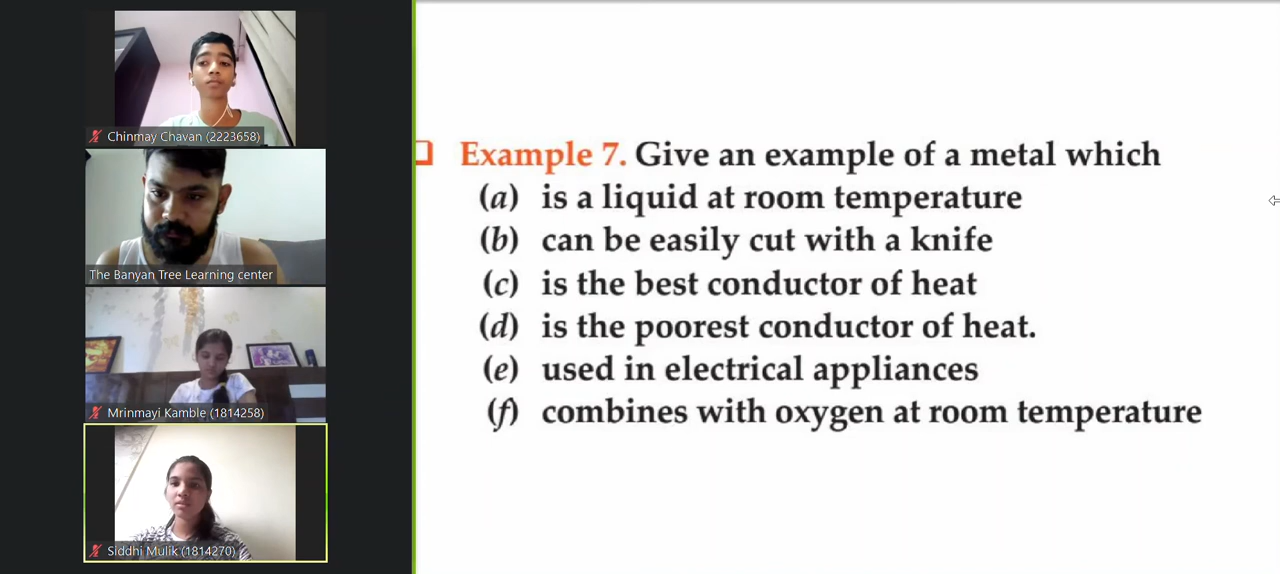 Chinmay Chavan (2223658)
The Banyan Tree Learning center
Mrinmayi Kamble (1814258)
Siddhi Mulik (1814270)
Example 7. Give an example of a metal which
(a) is a liquid at room temperature
(b) can be easily cut with a knife
(c) is the best conductor of heat
(d) is the poorest conductor of heat.
(e) used in electrical appliances
(f) combines with oxygen at room temperature